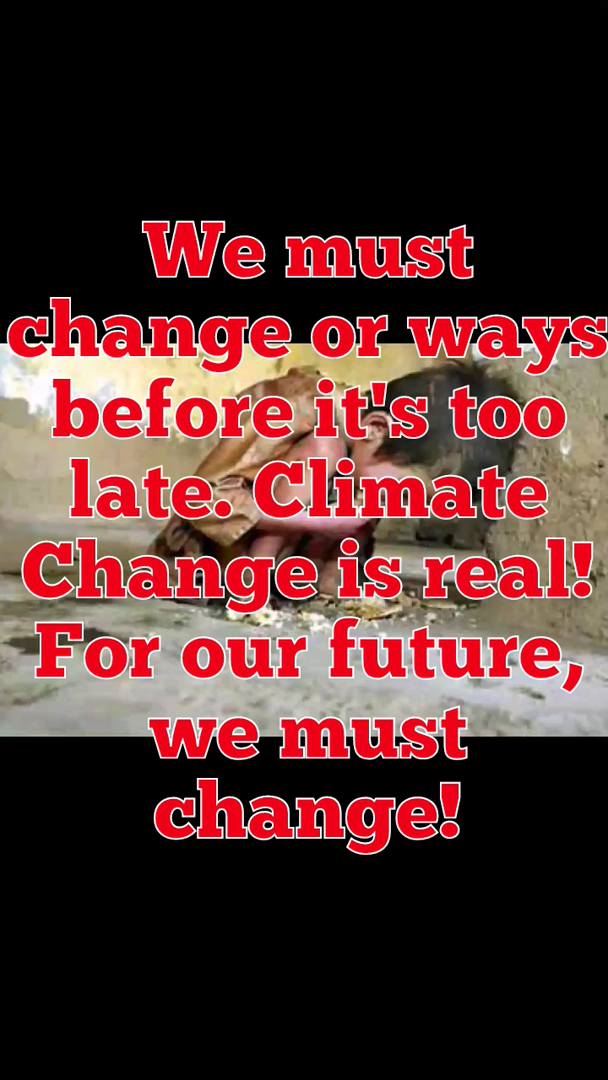 We must
change or ways
before it's too
late. Climate
Change is real!
For our future,
we must
change!